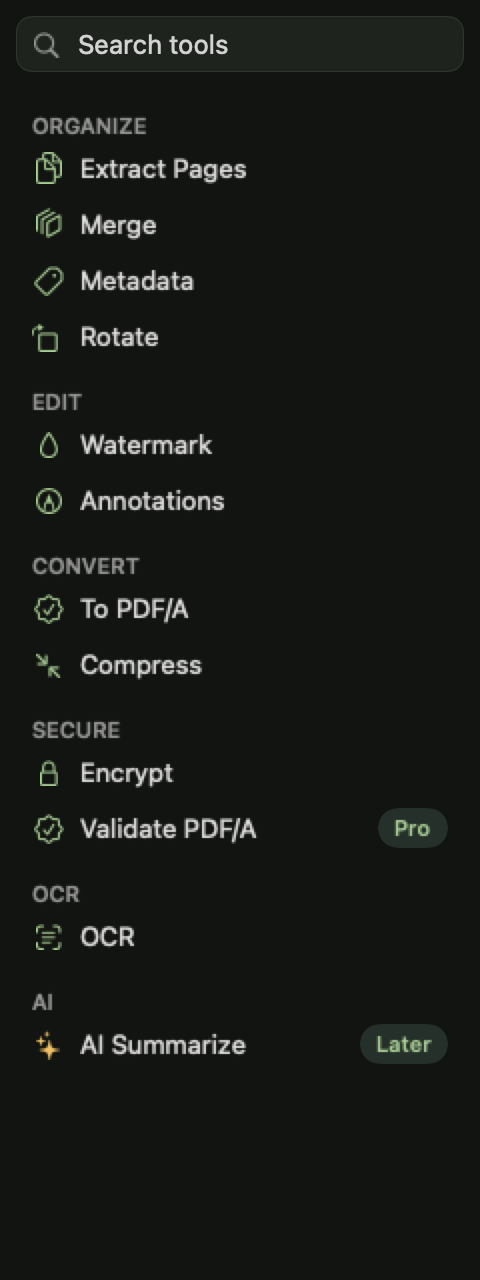 Search tools
ORGANIZE
Extract Pages
Merge
Metadata
Rotate
EDIT
Watermark
Annotations
CONVERT
To PDF/A
Compress
SECURE
Encrypt
Validate PDF/A Pro
OCR
OCR
AI
AI Summarize Later